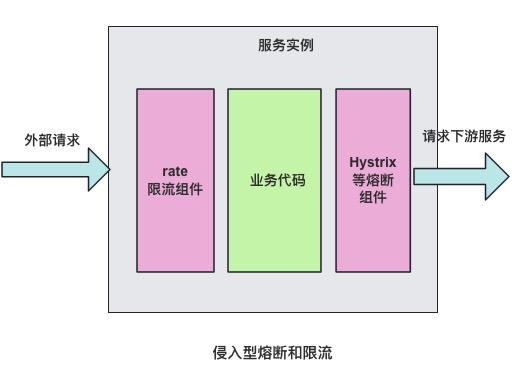 服务实例
外部请求
请求下游服务
rate
限流组件
业务代码
Hystrix
等熔断
组件
侵入型熔断和限流